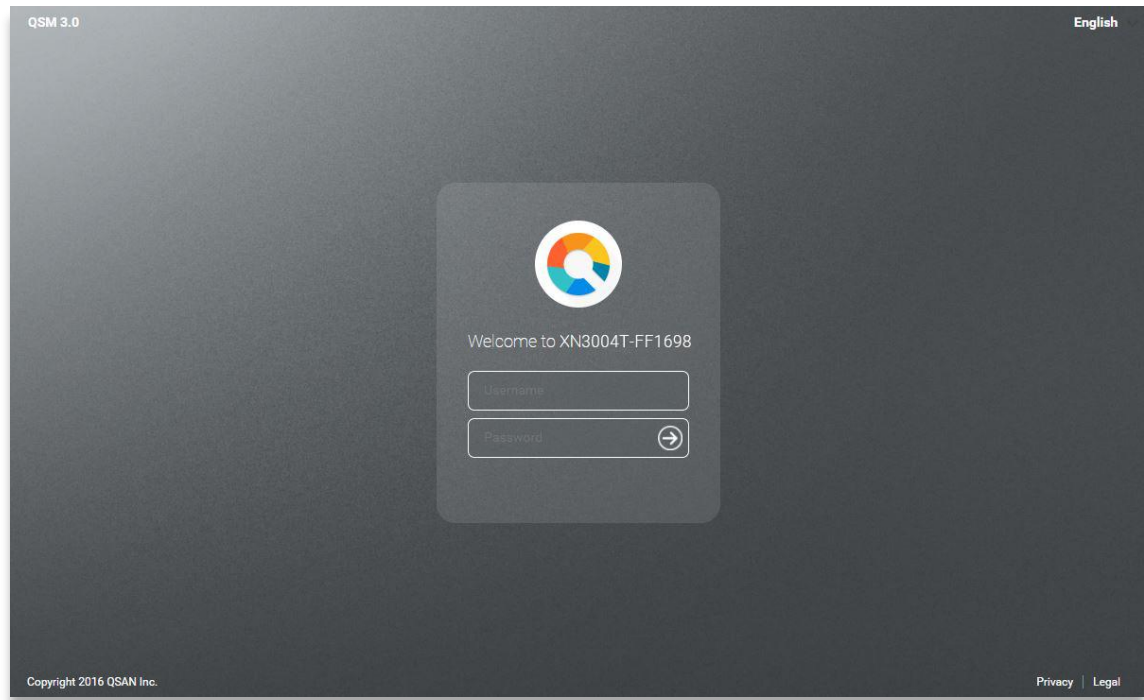 QSM 3.0
English
Welcome to XN3004T-FF1698
Username
Password
Copyright 2016 QSAN Inc.
Privacy | Legal